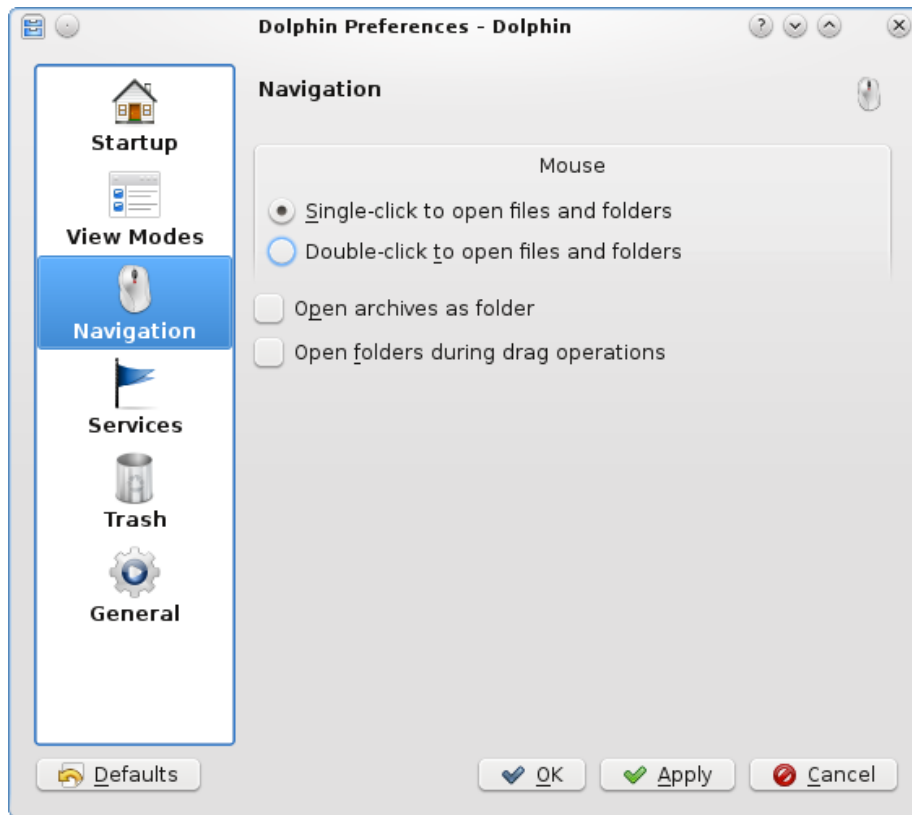 Dolphin Preferences - Dolphin
Startup
View Modes
Navigation
Services
Trash
General
Navigation
Mouse
Single-click to open files and folders
Double-click to open files and folders
Open archives as folder
Open folders during drag operations
Defaults
OK
Apply
Cancel